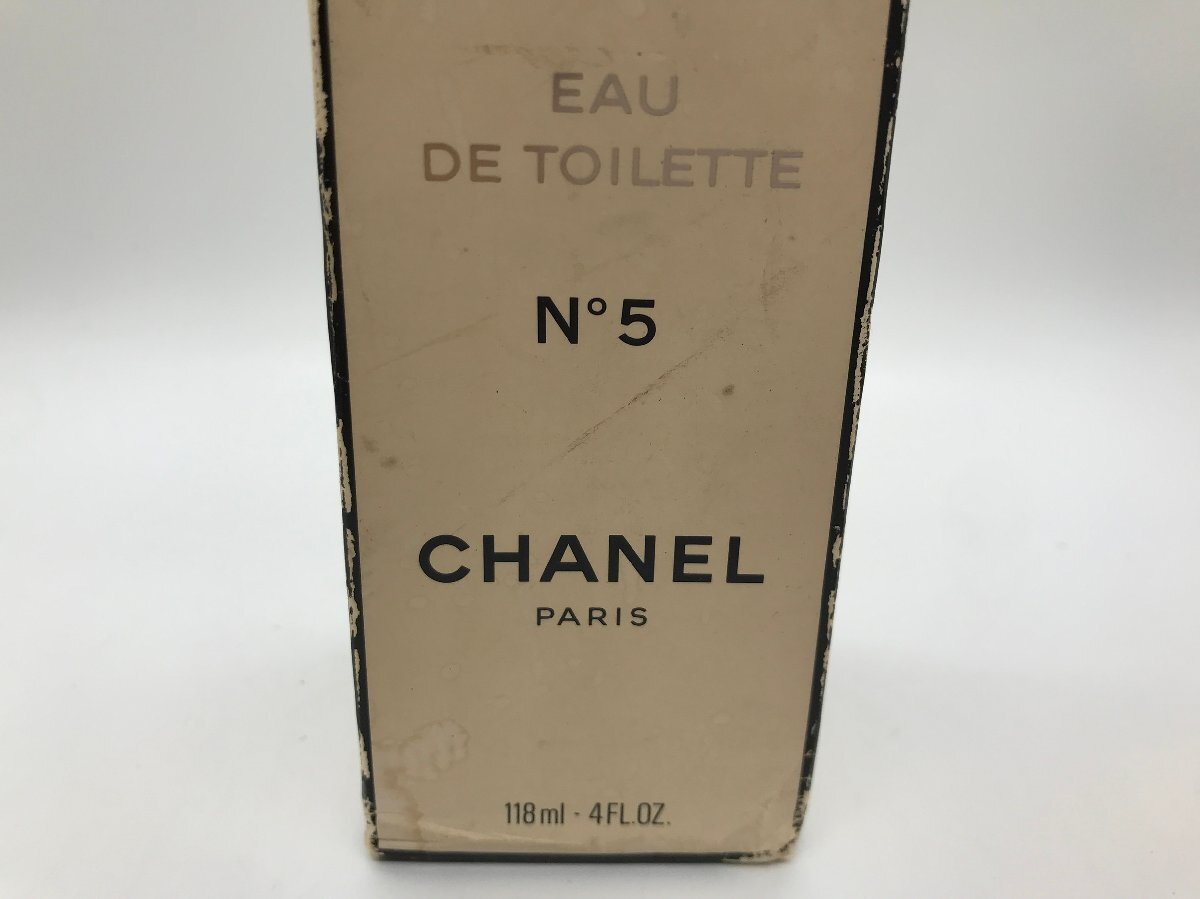 EAU
DE TOILETTE
N° 5
CHANEL
PARIS
118 ml - 4 FL.OZ.